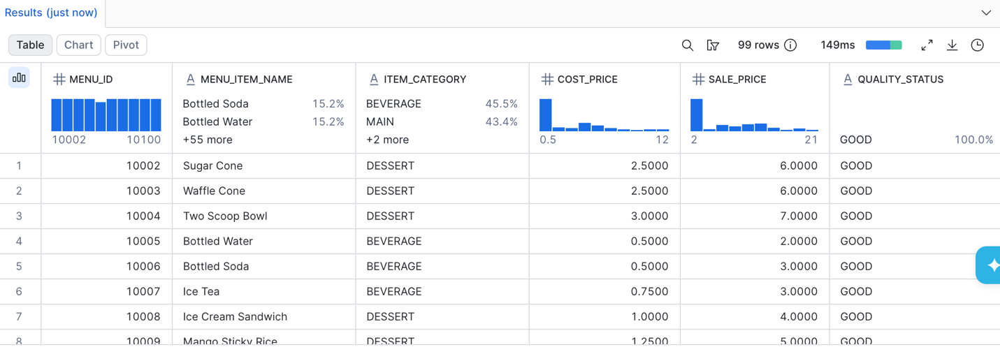 Results (just now)
Table Chart Pivot 99 rows 149ms
MENU_ID MENU_ITEM_NAME ITEM_CATEGORY COST_PRICE SALE_PRICE QUALITY_STATUS
Bottled Soda 15.2% BEVERAGE 45.5%
Bottled Water 15.2% MAIN 43.4%
10002 10100 +55 more +2 more 0.5 12 2 21 GOOD 100.0%
1 10002 Sugar Cone DESSERT 2.5000 6.0000 GOOD
2 10003 Waffle Cone DESSERT 2.5000 6.0000 GOOD
3 10004 Two Scoop Bowl DESSERT 3.0000 7.0000 GOOD
4 10005 Bottled Water BEVERAGE 0.5000 2.0000 GOOD
5 10006 Bottled Soda BEVERAGE 0.5000 3.0000 GOOD
6 10007 Ice Tea BEVERAGE 0.7500 3.0000 GOOD
7 10008 Ice Cream Sandwich DESSERT 1.0000 4.0000 GOOD
8 10009 Mango Sticky Rice DESSERT 1.2500 5.0000 GOOD